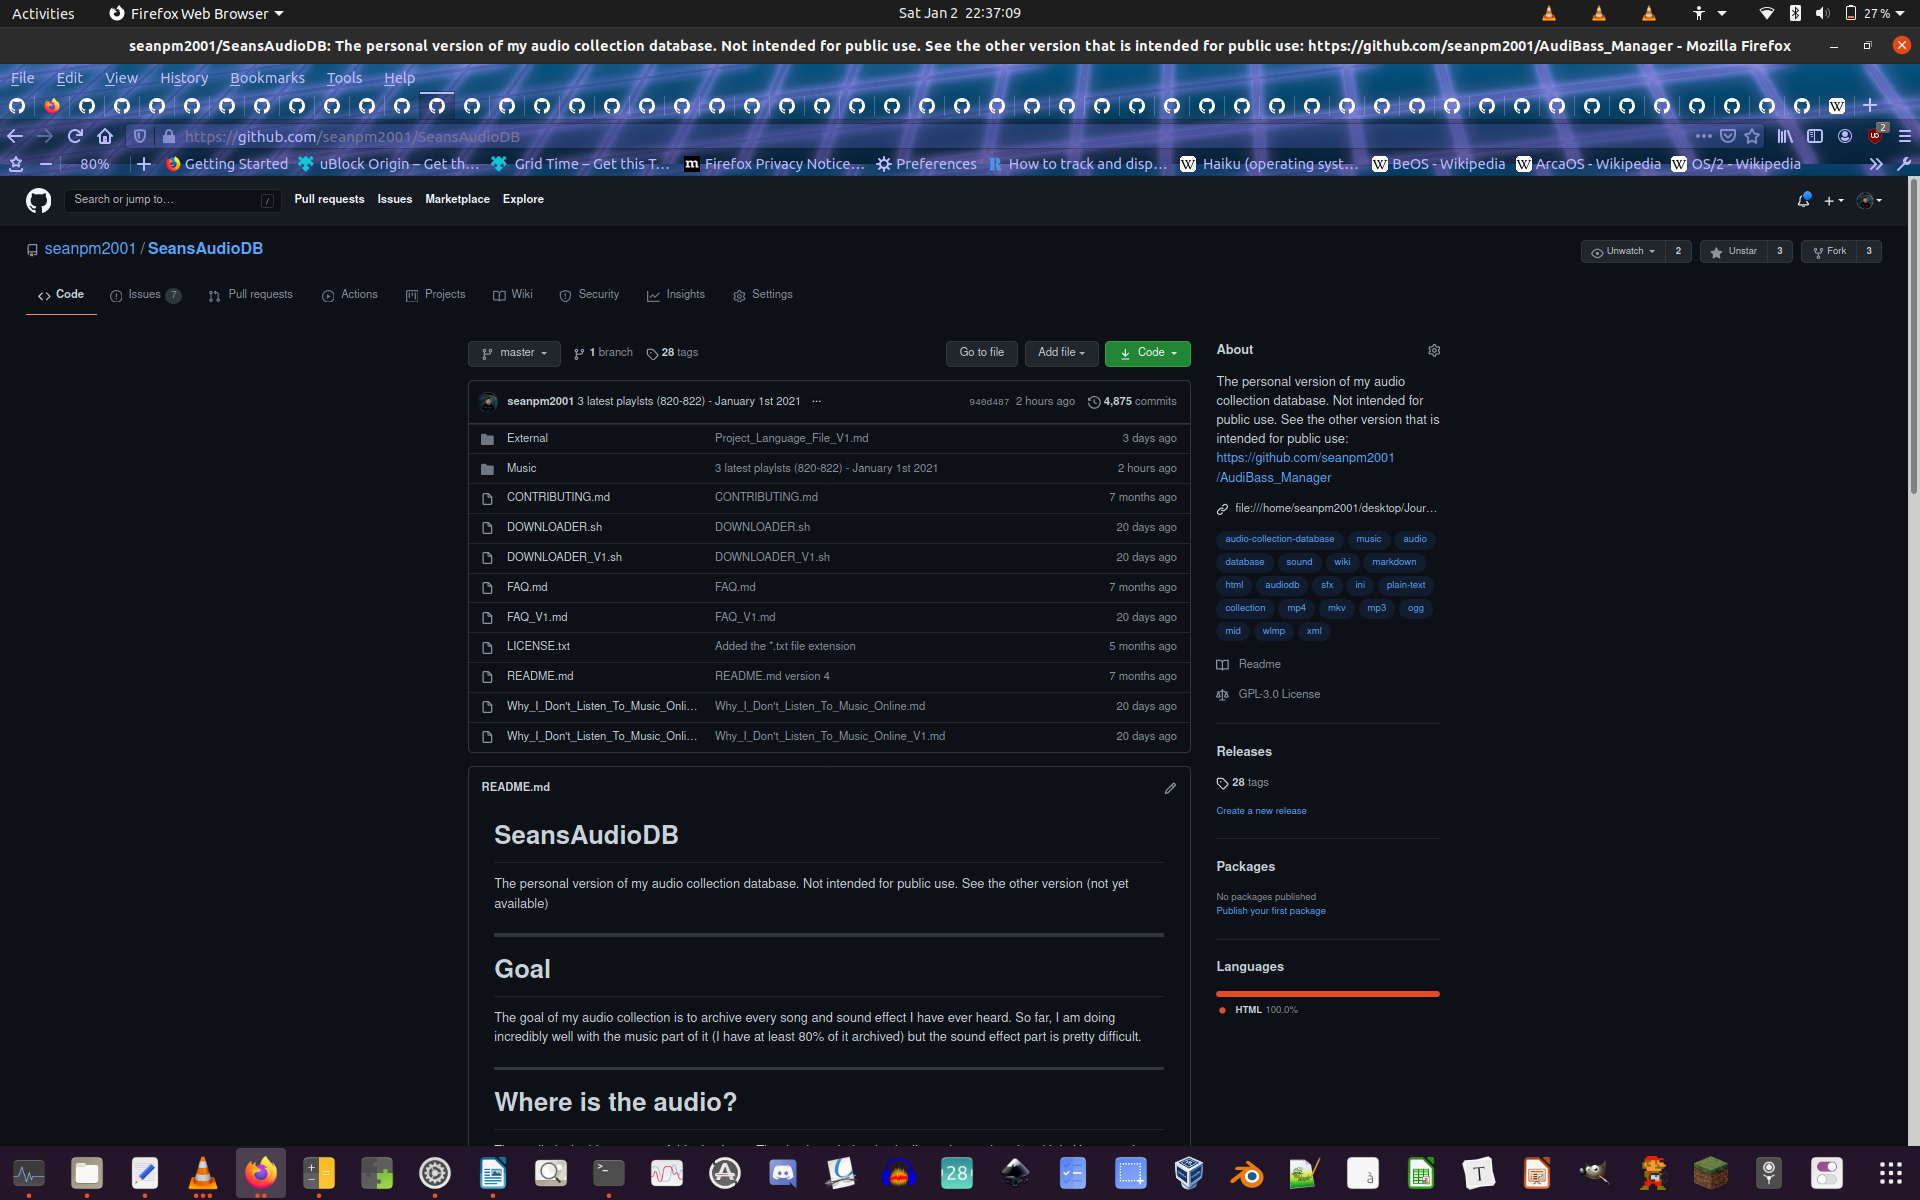 Activities
Firefox Web Browser
Sat Jan 2 22:37:09
27 %
seanpm2001/SeansAudioDB: The personal version of my audio collection database. Not intended for public use. See the other version that is intended for public use: https://github.com/seanpm2001/AudiBass_Manager - Mozilla Firefox
File Edit View History Bookmarks Tools Help
https://github.com/seanpm2001/SeansAudioDB
2
80%
Getting Started
uBlock Origin – Get th…
Grid Time – Get this T…
Firefox Privacy Notice…
Preferences
How to track and disp…
Haiku (operating syst…
BeOS - Wikipedia
ArcaOS - Wikipedia
OS/2 - Wikipedia
Search or jump to…
/
Pull requests Issues Marketplace Explore
seanpm2001 / SeansAudioDB
Unwatch 2
Unstar 3
Fork 3
Code
Issues 7
Pull requests
Actions
Projects
Wiki
Security
Insights
Settings
master
1 branch
28 tags
Go to file
Add file
Code
seanpm2001 3 latest playlsts (820-822) - January 1st 2021 ... 940d487 2 hours ago 4,875 commits
External Project_Language_File_V1.md 3 days ago
Music 3 latest playlsts (820-822) - January 1st 2021 2 hours ago
CONTRIBUTING.md CONTRIBUTING.md 7 months ago
DOWNLOADER.sh DOWNLOADER.sh 20 days ago
DOWNLOADER_V1.sh DOWNLOADER_V1.sh 20 days ago
FAQ.md FAQ.md 7 months ago
FAQ_V1.md FAQ_V1.md 20 days ago
LICENSE.txt Added the *.txt file extension 5 months ago
README.md README.md version 4 7 months ago
Why_I_Don't_Listen_To_Music_Onli… Why_I_Don't_Listen_To_Music_Online.md 20 days ago
Why_I_Don't_Listen_To_Music_Onli… Why_I_Don't_Listen_To_Music_Online_V1.md 20 days ago
README.md
SeansAudioDB
The personal version of my audio collection database. Not intended for public use. See the other version (not yet
available)
Goal
The goal of my audio collection is to archive every song and sound effect I have ever heard. So far, I am doing
incredibly well with the music part of it (I have at least 80% of it archived) but the sound effect part is pretty difficult.
Where is the audio?
About
The personal version of my audio
collection database. Not intended for
public use. See the other version that is
intended for public use:
https://github.com/seanpm2001
/AudiBass_Manager
file:///home/seanpm2001/desktop/Jour…
audio-collection-database music audio
database sound wiki markdown
html audiodb sfx ini plain-text
collection mp4 mkv mp3 ogg
mid wlmp xml
Readme
GPL-3.0 License
Releases
28 tags
Create a new release
Packages
No packages published
Publish your first package
Languages
HTML 100.0%
28